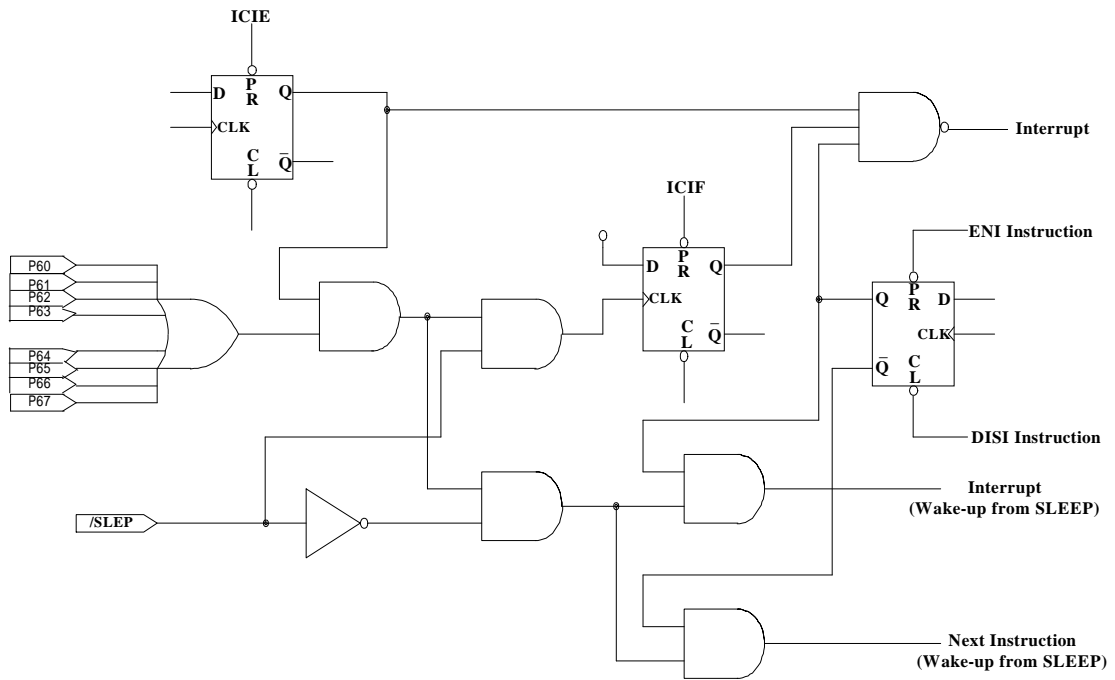 ICIE
D
P
R
Q
CLK
C
L
Q̅
Interrupt
ICIF
ENI Instruction
D
P
R
Q
CLK
C
L
Q̅
P
R
Q
D
CLK
Q̅
C
L
P60
P61
P62
P63
P64
P65
P66
P67
DISI Instruction
/SLEP
Interrupt
(Wake-up from SLEEP)
Next Instruction
(Wake-up from SLEEP)